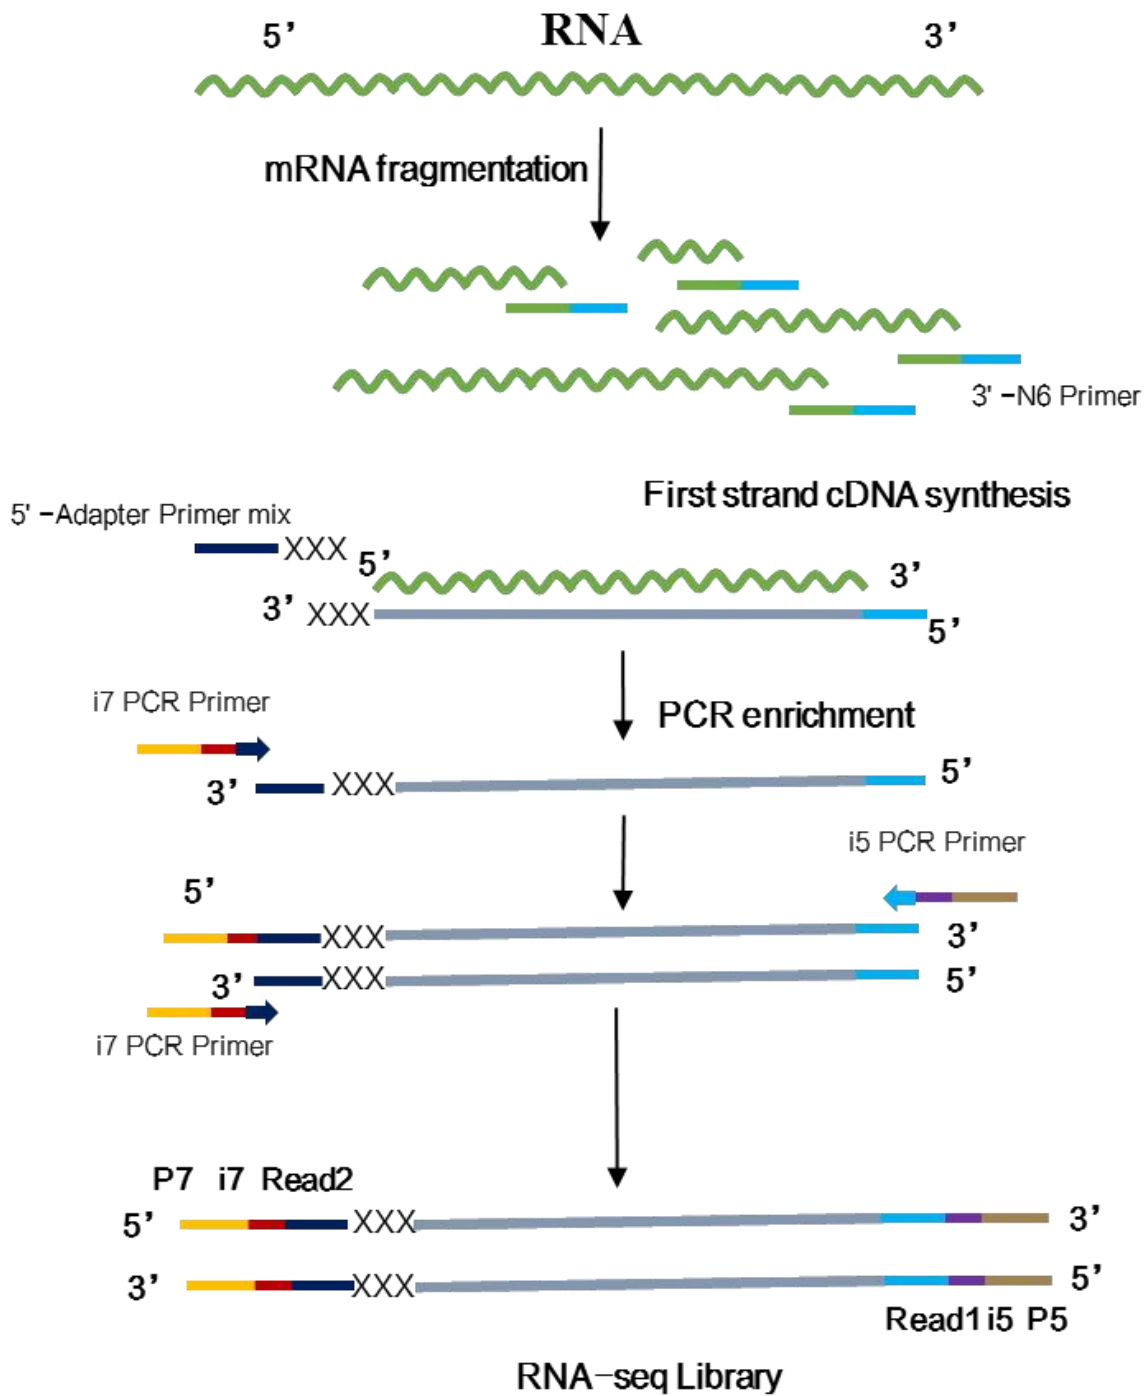 5’ RNA 3’
mRNA fragmentation
3' −N6 Primer
First strand cDNA synthesis
5' −Adapter Primer mix
XXX 5’ 3’
3’ XXX 5’
i7 PCR Primer
PCR enrichment
3’ XXX 5’
i5 PCR Primer
5’
XXX 3’
3’ XXX 5’
i7 PCR Primer
P7 i7 Read2
5’ XXX 3’
3’ XXX 5’
Read1 i5 P5
RNA−seq Library